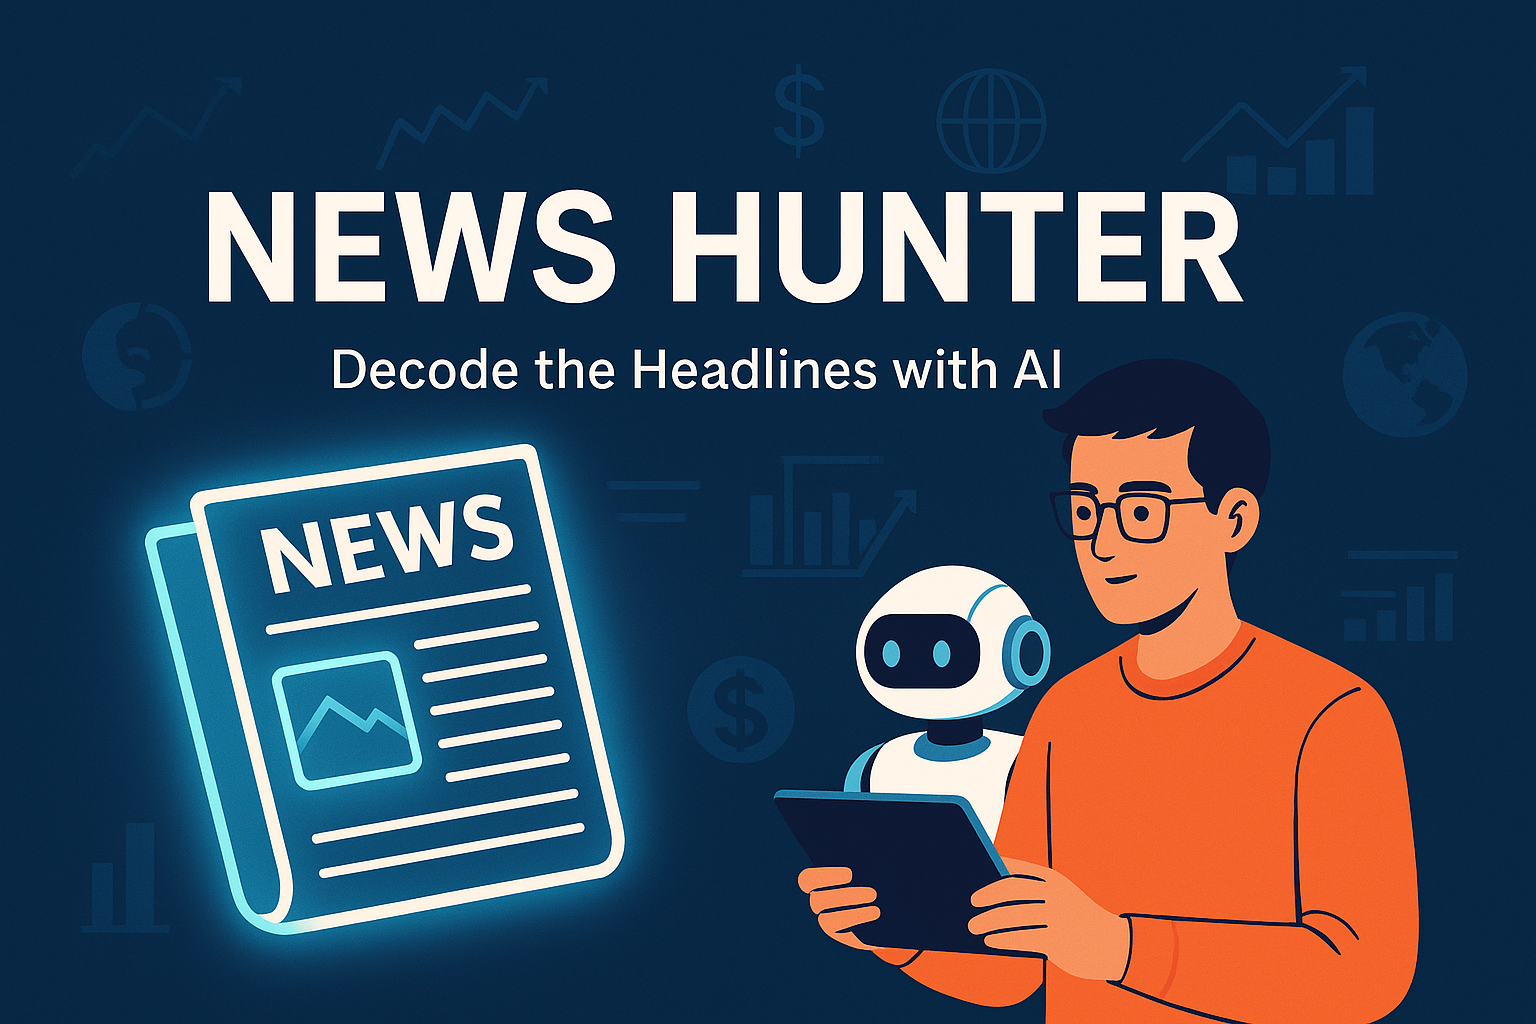 NEWS HUNTER
Decode the Headlines with AI
NEWS
$
$